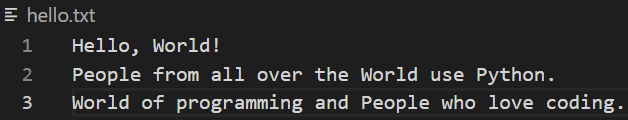 hello.txt
1 Hello, World!
2 People from all over the World use Python.
3 World of programming and People who love coding.